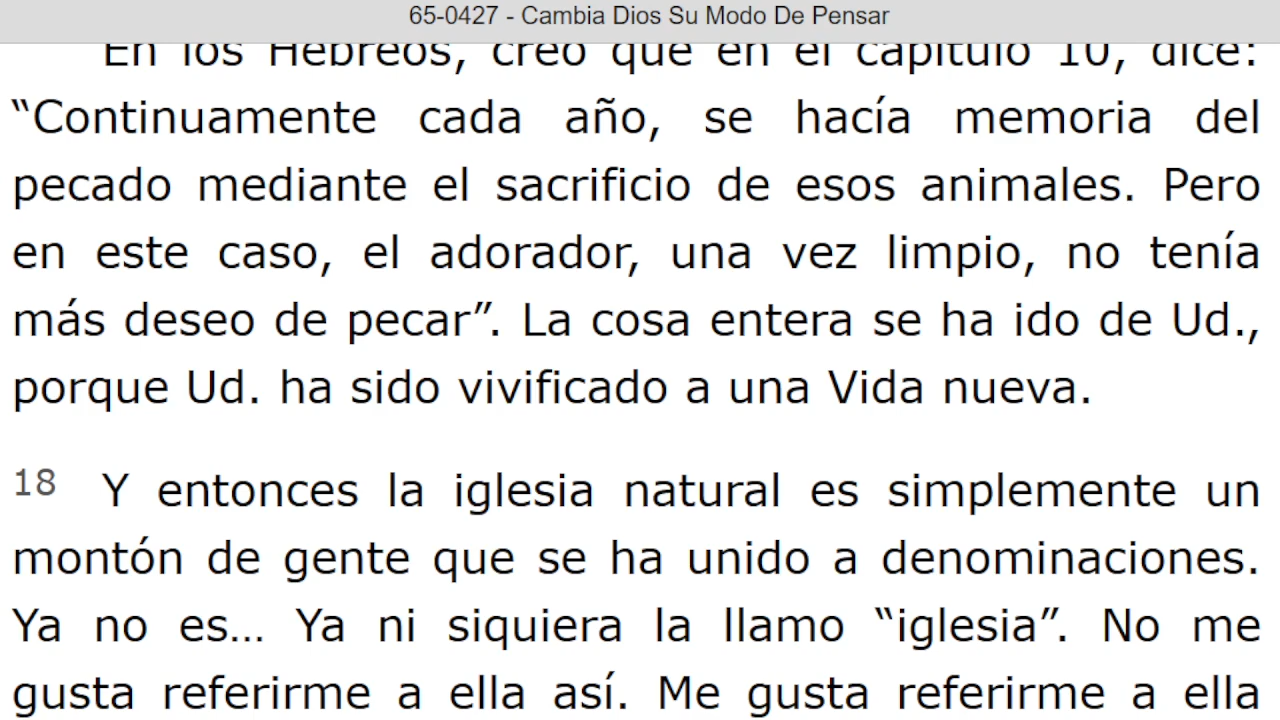 65-0427 - Cambia Dios Su Modo De Pensar
En los Hebreos, creo que en el capítulo 10, dice:
“Continuamente cada año, se hacía memoria del
pecado mediante el sacrificio de esos animales. Pero
en este caso, el adorador, una vez limpio, no tenía
más deseo de pecar”. La cosa entera se ha ido de Ud.,
porque Ud. ha sido vivificado a una Vida nueva.
18 Y entonces la iglesia natural es simplemente un
montón de gente que se ha unido a denominaciones.
Ya no es… Ya ni siquiera la llamo “iglesia”. No me
gusta referirme a ella así. Me gusta referirme a ella